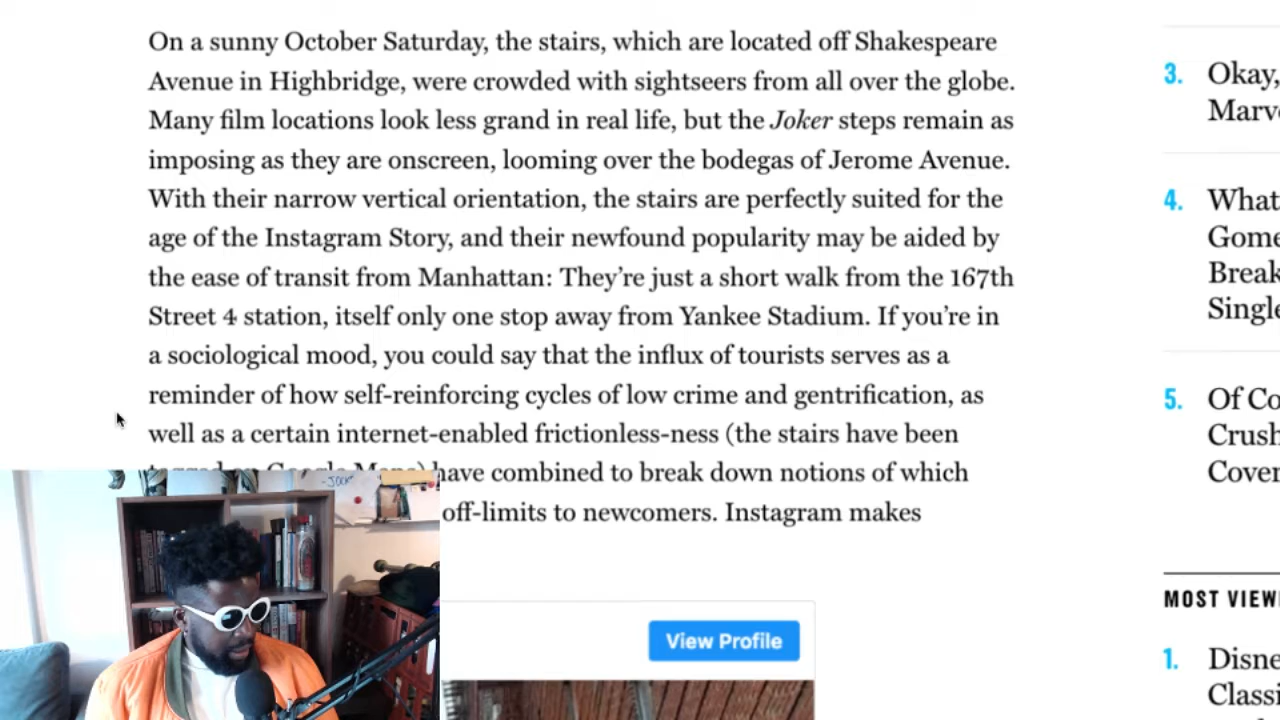 On a sunny October Saturday, the stairs, which are located off Shakespeare
Avenue in Highbridge, were crowded with sightseers from all over the globe.
Many film locations look less grand in real life, but the Joker steps remain as
imposing as they are onscreen, looming over the bodegas of Jerome Avenue.
With their narrow vertical orientation, the stairs are perfectly suited for the
age of the Instagram Story, and their newfound popularity may be aided by
the ease of transit from Manhattan: They’re just a short walk from the 167th
Street 4 station, itself only one stop away from Yankee Stadium. If you’re in
a sociological mood, you could say that the influx of tourists serves as a
reminder of how self-reinforcing cycles of low crime and gentrification, as
well as a certain internet-enabled frictionless-ness (the stairs have been
have combined to break down notions of which
off-limits to newcomers. Instagram makes
View Profile
3. Okay,
4. What
Break
5. Of Co
Crush
MOST
1.